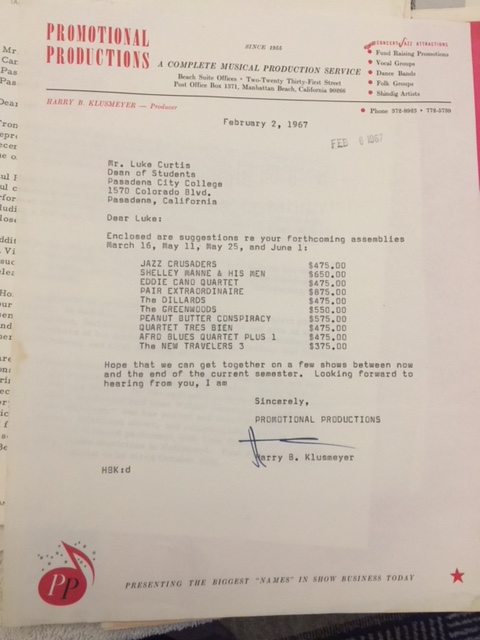 PROMOTIONAL
PRODUCTIONS
SINCE 1955
A COMPLETE MUSICAL PRODUCTION SERVICE
Beach Suite Offices • Two-Twenty Thirty-First Street
Post Office Box 1371, Manhattan Beach, California 90266
CONCERT JAZZ ATTRACTIONS
• Fund Raising Promotions
• Vocal Groups
• Dance Bands
• Folk Groups
• Shindig Artists
HARRY B. KLUSMEYER — Producer
• Phone 372-8925 • 772-5759
February 2, 1967
FEB 6 1967
Mr. Luke Curtis
Dean of Students
Pasadena City College
1570 Colorado Blvd.
Pasadena, California
Dear Luke:
Enclosed are suggestions re your forthcoming assemblies
March 16, May 11, May 25, and June 1:
JAZZ CRUSADERS $475.00
SHELLEY MANNE & HIS MEN $650.00
EDDIE CANO QUARTET $475.00
PAIR EXTRAORDINAIRE $875.00
The DILLARDS $475.00
The GREENWOODS $550.00
PEANUT BUTTER CONSPIRACY $575.00
QUARTET TRES BIEN $475.00
AFRO BLUES QUARTET PLUS 1 $475.00
The NEW TRAVELERS 3 $375.00
Hope that we can get together on a few shows between now
and the end of the current semester. Looking forward to
hearing from you, I am
Sincerely,
PROMOTIONAL PRODUCTIONS
Harry B. Klusmeyer
HBK:d
PP
PRESENTING THE BIGGEST "NAMES" IN SHOW BUSINESS TODAY